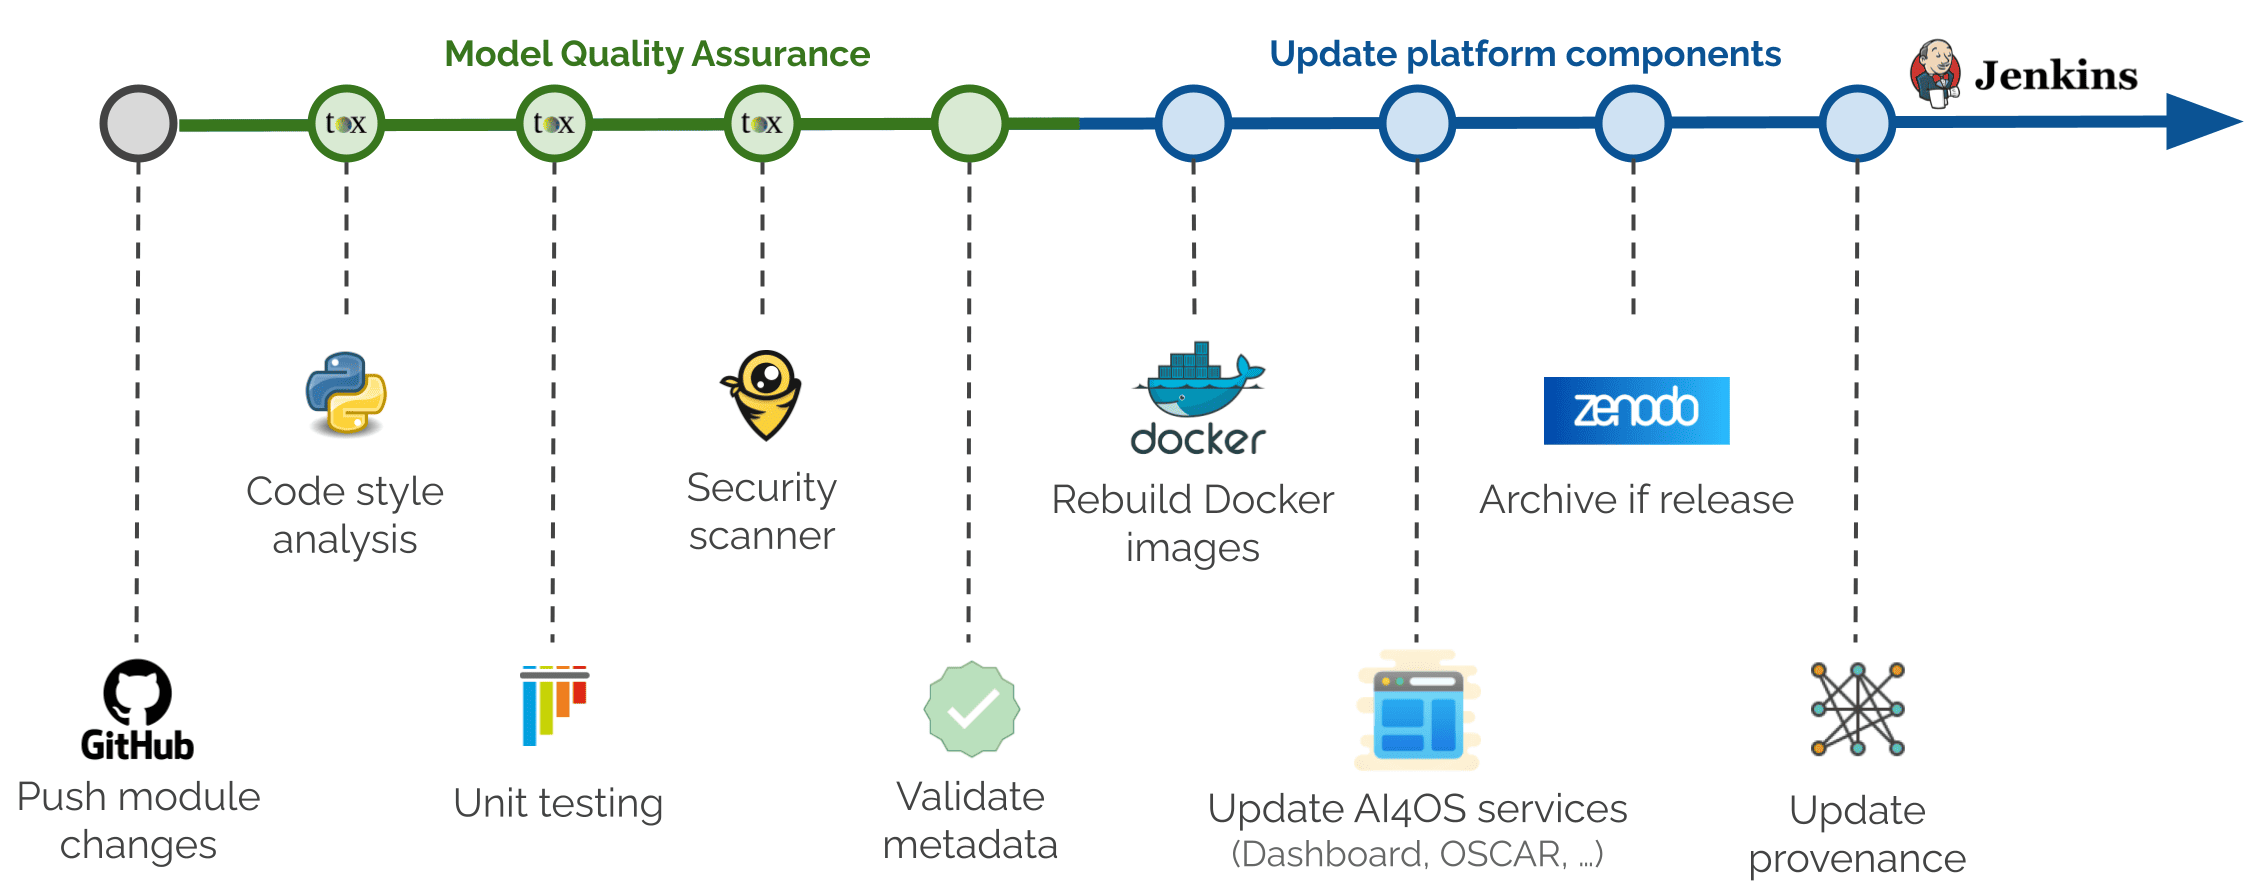 Model Quality Assurance
Update platform components
Jenkins
tox
tox
tox
docker
zenodo
Code style
analysis
Security
scanner
Rebuild Docker
images
Archive if release
GitHub
Push module
changes
Unit testing
Validate
metadata
Update AI4OS services
(Dashboard, OSCAR, ...)
Update
provenance